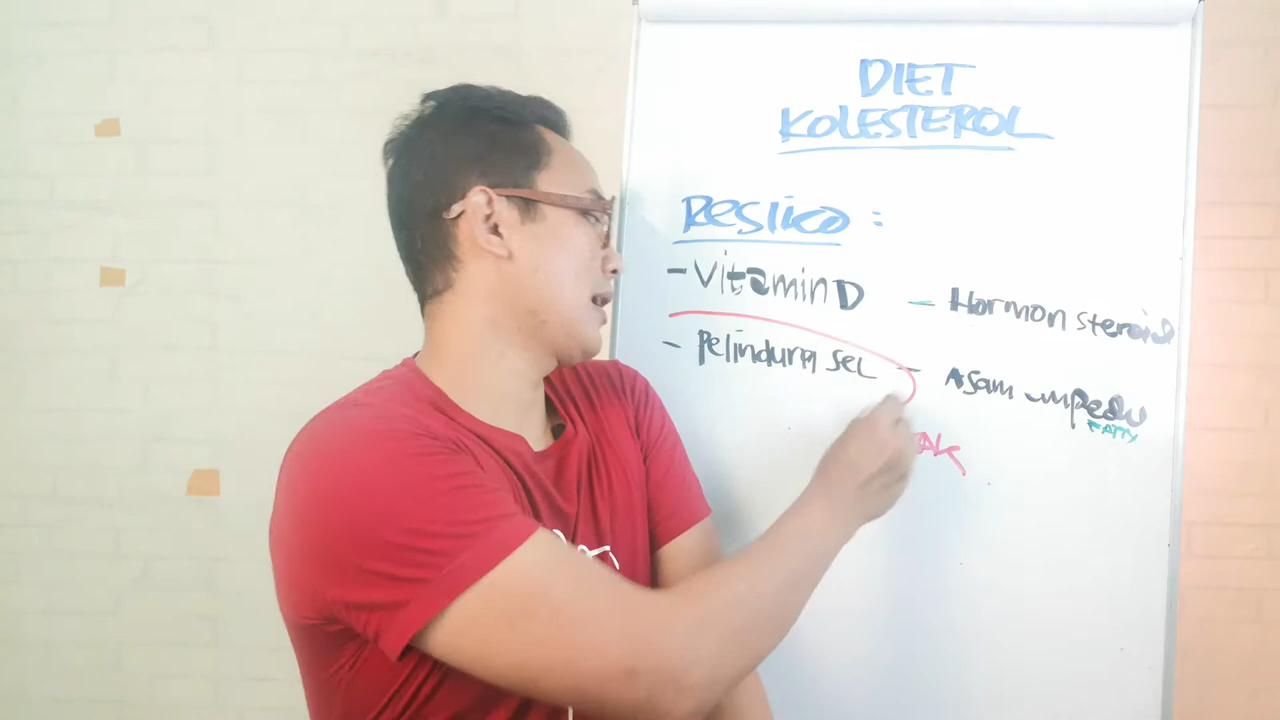 DIET
KOLESTEROL
Resiko :
- Vitamin D
- Hormon steroid
- Pelindung sel
- Asam empedu
FATTY